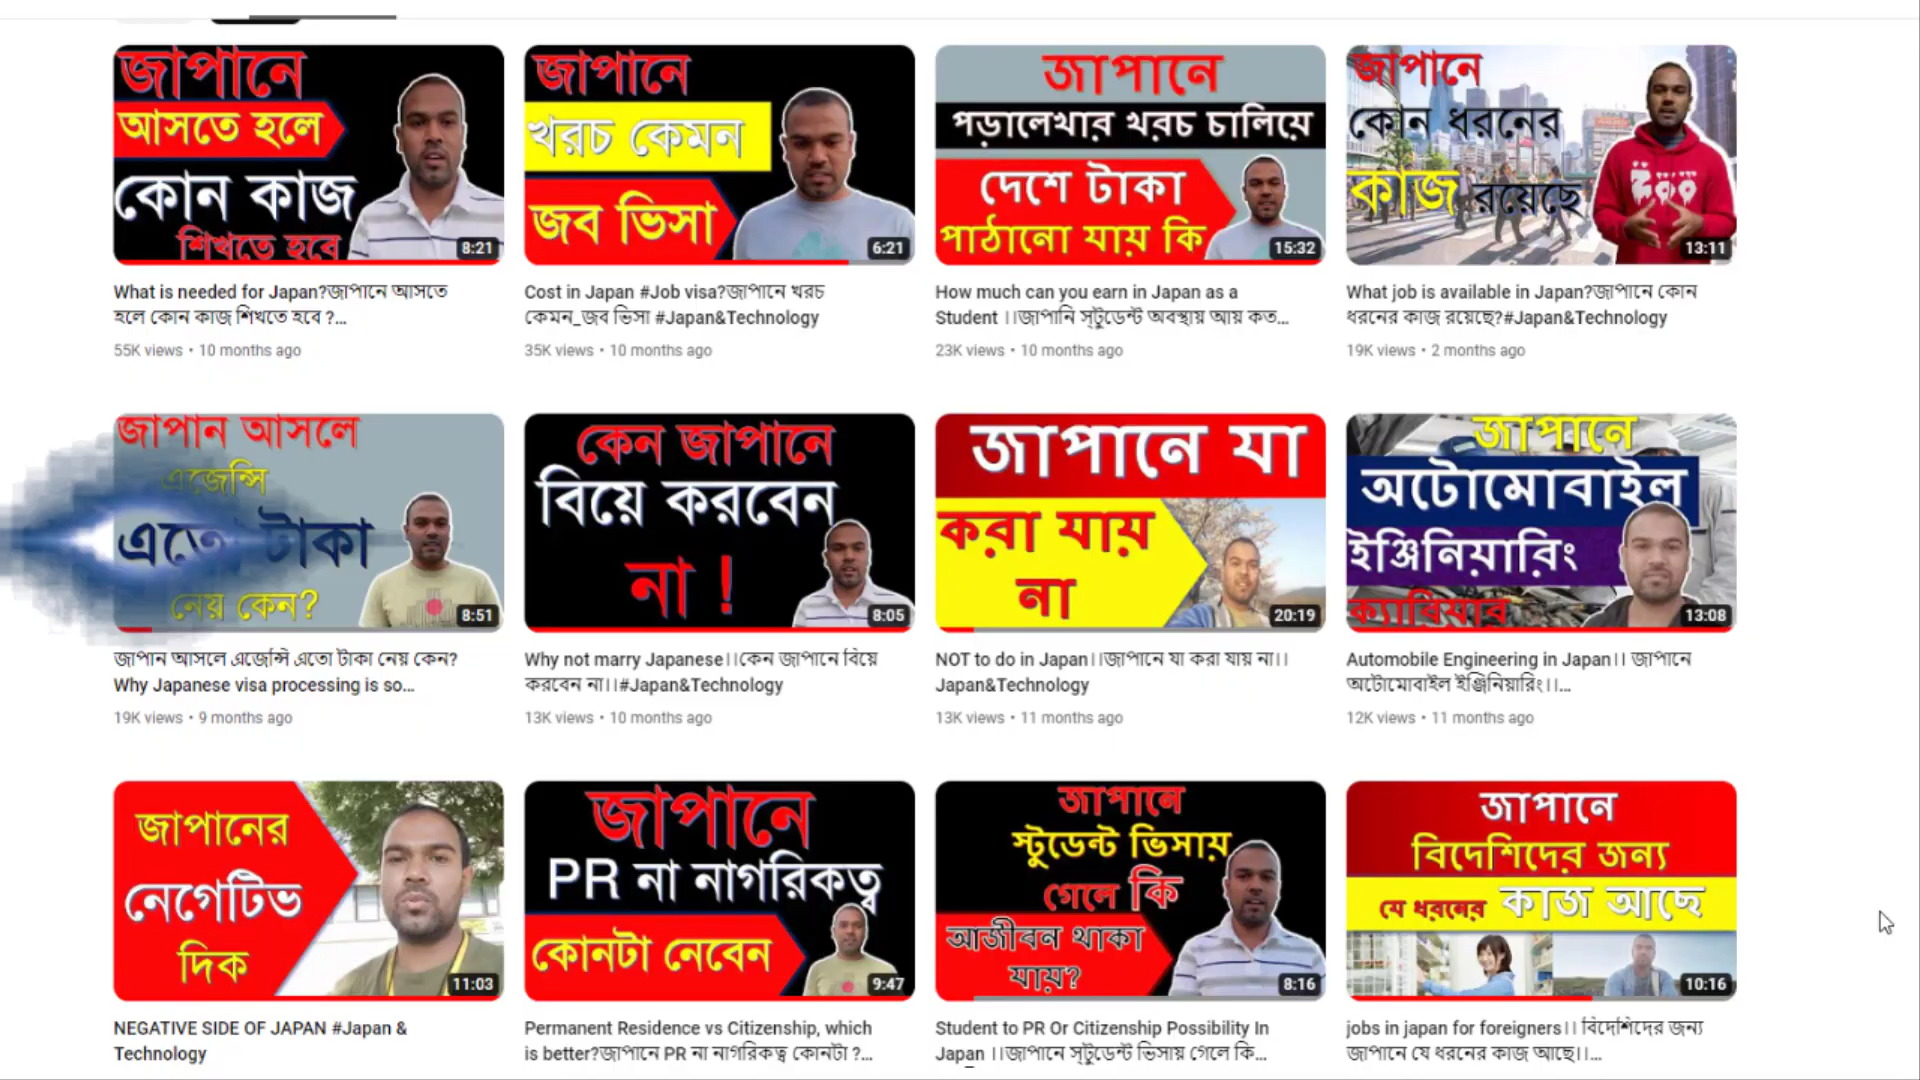 জাপানে
আসতে হলে
কোন কাজ
শিখতে হবে
8:21
জাপানে
খরচ কেমন
জব ভিসা
6:21
জাপানে
পড়ালেখার খরচ চালিয়ে
দেশে টাকা
পাঠানো যায় কি
15:32
জাপানে
কোন ধরনের
কাজ রয়েছে
13:11
What is needed for Japan?জাপানে আসতে
হলে কোন কাজ শিখতে হবে ?...
55K views • 10 months ago
Cost in Japan #Job visa?জাপানে খরচ
কেমন_জব ভিসা #Japan&Technology
35K views • 10 months ago
How much can you earn in Japan as a
Student ।।জাপানি স্টুডেন্ট অবস্থায় আয় কত...
23K views • 10 months ago
What job is available in Japan?জাপানে কোন
ধরনের কাজ রয়েছে?#Japan&Technology
19K views • 2 months ago
জাপান আসলে
এজেন্সি
এতো টাকা
নেয় কেন?
8:51
কেন জাপানে
বিয়ে করবেন
না !
8:05
জাপানে যা
করা যায়
না
20:19
জাপানে
অটোমোবাইল
ইঞ্জিনিয়ারিং
ক্যারিয়ার
13:08
জাপান আসলে এজেন্সি এতো টাকা নেয় কেন?
Why Japanese visa processing is so...
19K views • 9 months ago
Why not marry Japanese।।কেন জাপানে বিয়ে
করবেন না।।#Japan&Technology
13K views • 10 months ago
NOT to do in Japan।।জাপানে যা করা যায় না।।
Japan&Technology
13K views • 11 months ago
Automobile Engineering in Japan।। জাপানে
অটোমোবাইল ইঞ্জিনিয়ারিং।।...
12K views • 11 months ago
জাপানের
নেগেটিভ
দিক
11:03
জাপানে
PR না নাগরিকত্ব
কোনটা নেবেন
9:47
জাপানে
স্টুডেন্ট ভিসায়
গেলে কি
আজীবন থাকা
যায়?
8:16
জাপানে
বিদেশিদের জন্য
যে ধরনের কাজ আছে
10:16
NEGATIVE SIDE OF JAPAN #Japan &
Technology
Permanent Residence vs Citizenship, which
is better?জাপানে PR না নাগরিকত্ব কোনটা ?...
Student to PR Or Citizenship Possibility In
Japan ।।জাপানে স্টুডেন্ট ভিসায় গেলে কি...
jobs in japan for foreigners।। বিদেশিদের জন্য
জাপানে যে ধরনের কাজ আছে।।...